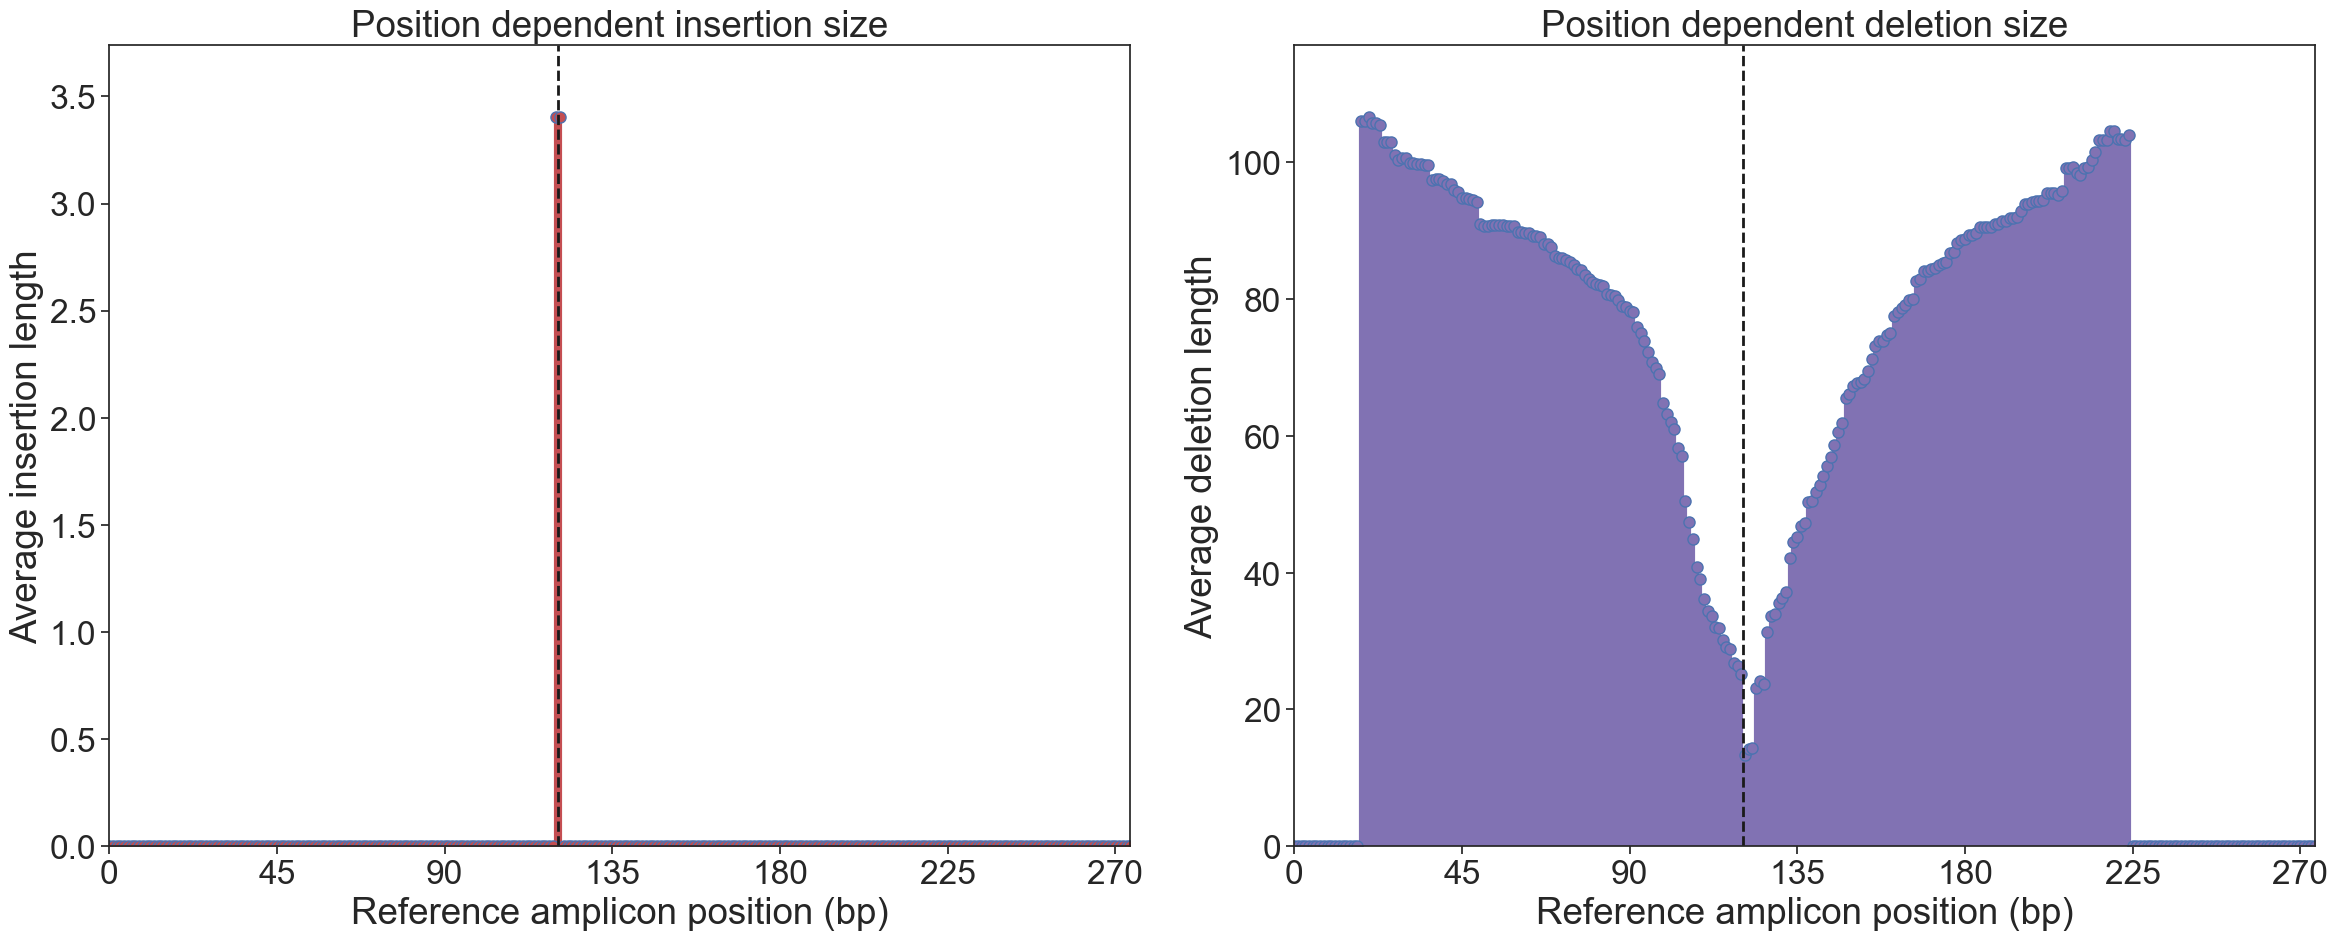 Position dependent insertion size
Average insertion length
3.5
3.0
2.5
2.0
1.5
1.0
0.5
0.0
0 45 90 135 180 225 270
Reference amplicon position (bp)
Position dependent deletion size
Average deletion length
100
80
60
40
20
0
0 45 90 135 180 225 270
Reference amplicon position (bp)